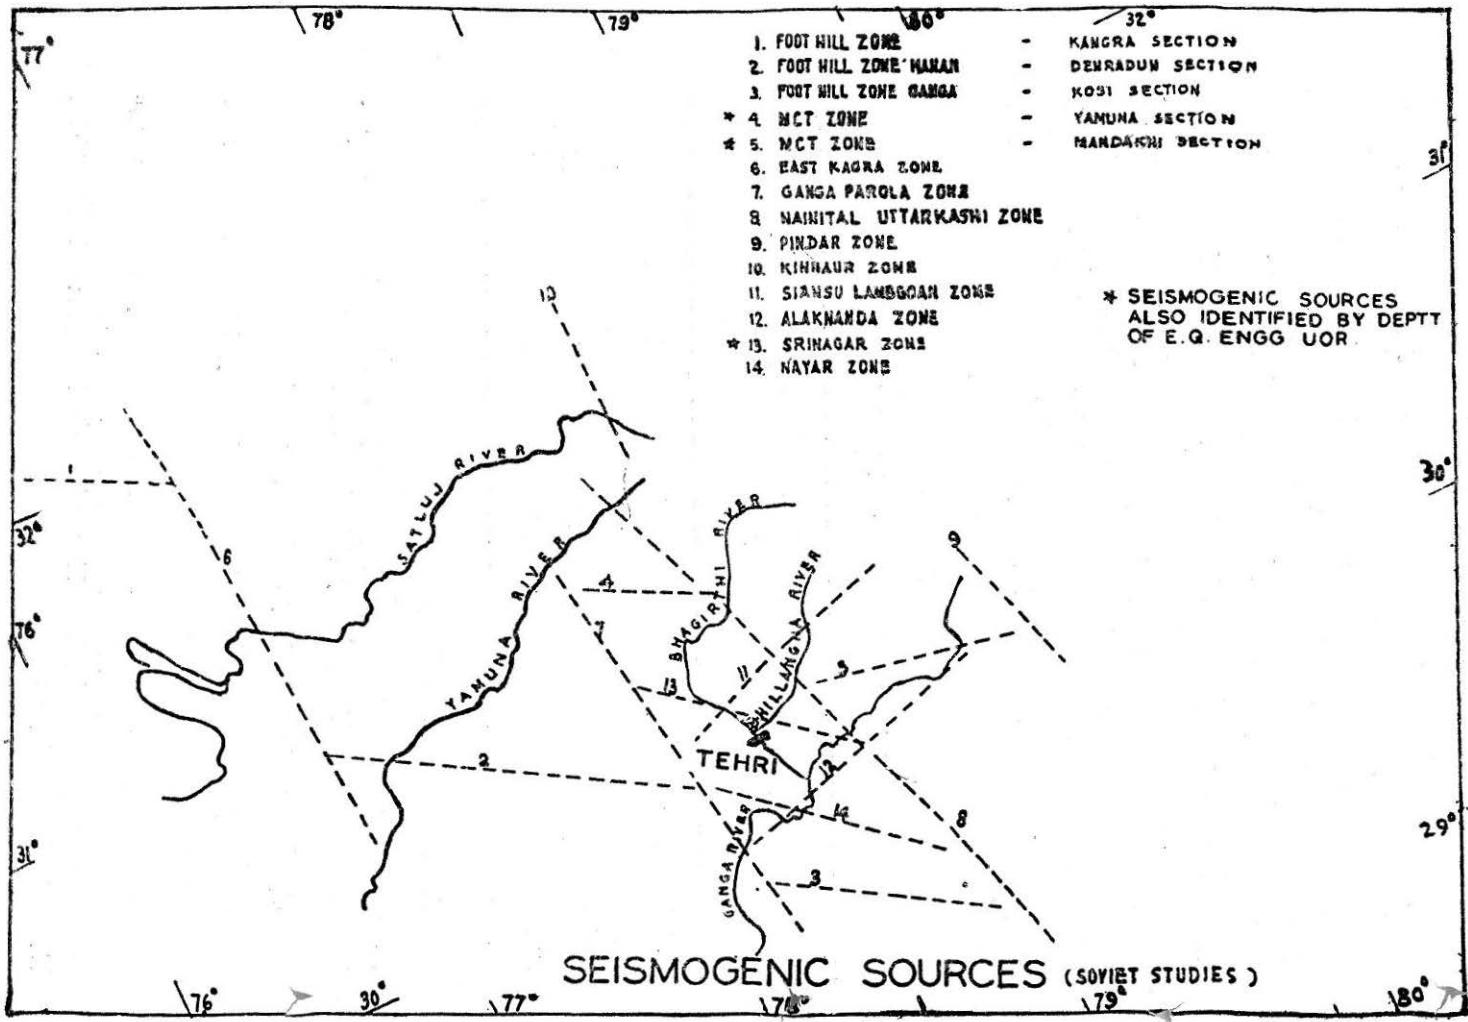 78° 79° 80° 32°
77°
1. FOOT HILL ZONE - KANGRA SECTION
2. FOOT HILL ZONE NAHAN - DEHRADUN SECTION
3. FOOT HILL ZONE GANGA - KOSI SECTION
* 4. MCT ZONE - YAMUNA SECTION
* 5. MCT ZONE - MANDAKNI SECTION
6. EAST KAGRA ZONE
7. GANGA PAROLA ZONE
8. NAINITAL UTTARKASHI ZONE
9. PINDAR ZONE
10. KINNAUR ZONE
11. SIANSU LAMBGOAN ZONE
12. ALAKNANDA ZONE
* 13. SRINAGAR ZONE
14. NAYAR ZONE
* SEISMOGENIC SOURCES
ALSO IDENTIFIED BY DEPTT
OF E.Q. ENGG UOR
31°
10
SATLUJ RIVER
1
30°
32°
6
YAMUNA RIVER
BHAGIRTHI RIVER
BHILLANGNA RIVER
9
4
7
76°
11
5
13
2
TEHRI
12
14
8
29°
31°
GANGA RIVER
3
SEISMOGENIC SOURCES (SOVIET STUDIES)
76° 30° 77° 78° 79° 80°